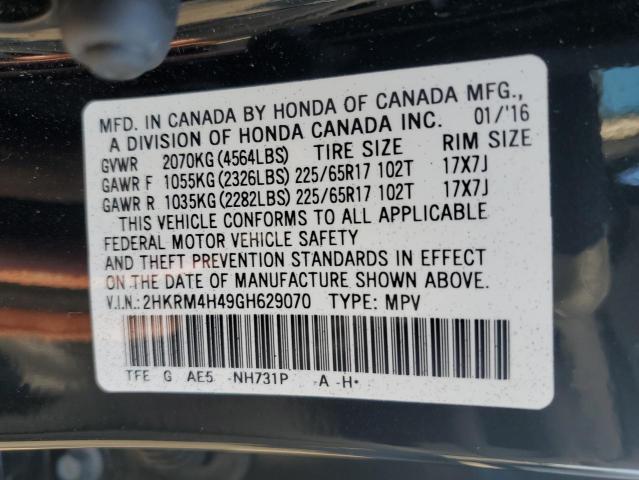 MFD. IN CANADA BY HONDA OF CANADA MFG.,
A DIVISION OF HONDA CANADA INC. 01/'16
GVWR 2070KG (4564LBS) TIRE SIZE RIM SIZE
GAWR F 1055KG (2326LBS) 225/65R17 102T 17X7J
GAWR R 1035KG (2282LBS) 225/65R17 102T 17X7J
THIS VEHICLE CONFORMS TO ALL APPLICABLE
FEDERAL MOTOR VEHICLE SAFETY
AND THEFT PREVENTION STANDARDS IN EFFECT
ON THE DATE OF MANUFACTURE SHOWN ABOVE.
V.I.N.: 2HKRM4H49GH629070 TYPE: MPV
TFE G AE5 -NH731P -A -H•